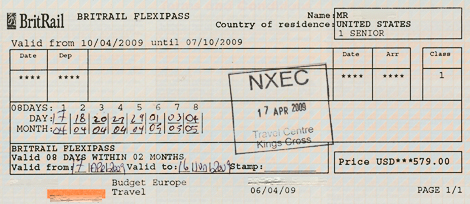 BritRail BRITRAIL FLEXIPASS Name: MR
Country of residence: UNITED STATES
1 SENIOR
Valid from 10/04/2009 until 07/10/2009
Date Dep Date Arr Class
**** **** **** **** 1
NXEC
17 APR 2009
Travel Centre
Kings Cross
08DAYS: 1 2 3 4 5 6 7 8
DAY: 7 18 20 21 29 01 03 06
MONTH: 04 04 04 04 04 05 05 05
BRITRAIL FLEXIPASS
Valid 08 DAYS WITHIN 02 MONTHS
Valid from: Valid to: Stamp:
Price USD***579.00
Budget Europe
Travel
06/04/09
PAGE 1/1